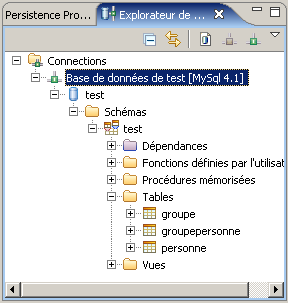 Persistence Pro... Explorateur de ...
Connections
Base de données de test [MySql 4.1]
test
Schémas
test
Dépendances
Fonctions définies par l'utilisat
Procédures mémorisées
Tables
groupe
groupepersonne
personne
Vues